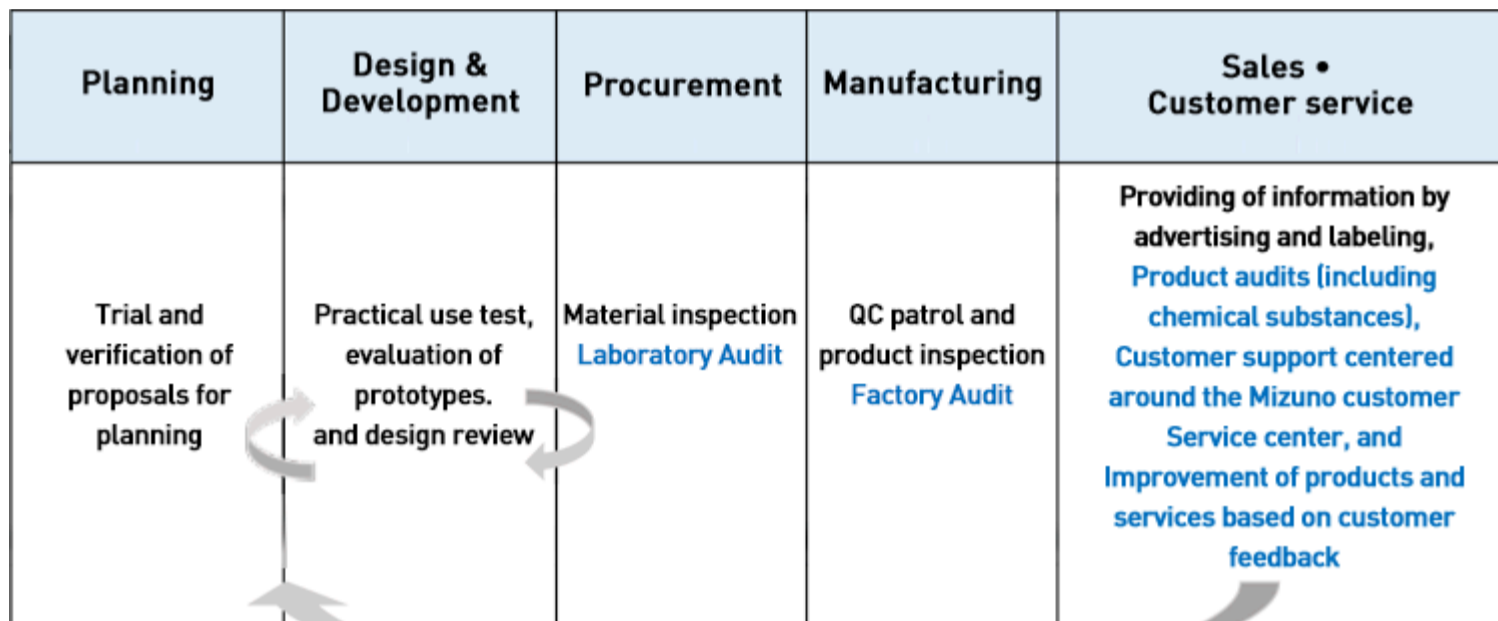 Planning
Design &
Development
Procurement
Manufacturing
Sales •
Customer service
Trial and
verification of
proposals for
planning
Practical use test,
evaluation of
prototypes.
and design review
Material inspection
Laboratory Audit
QC patrol and
product inspection
Factory Audit
Providing of information by
advertising and labeling,
Product audits (including
chemical substances),
Customer support centered
around the Mizuno customer
Service center, and
Improvement of products and
services based on customer
feedback